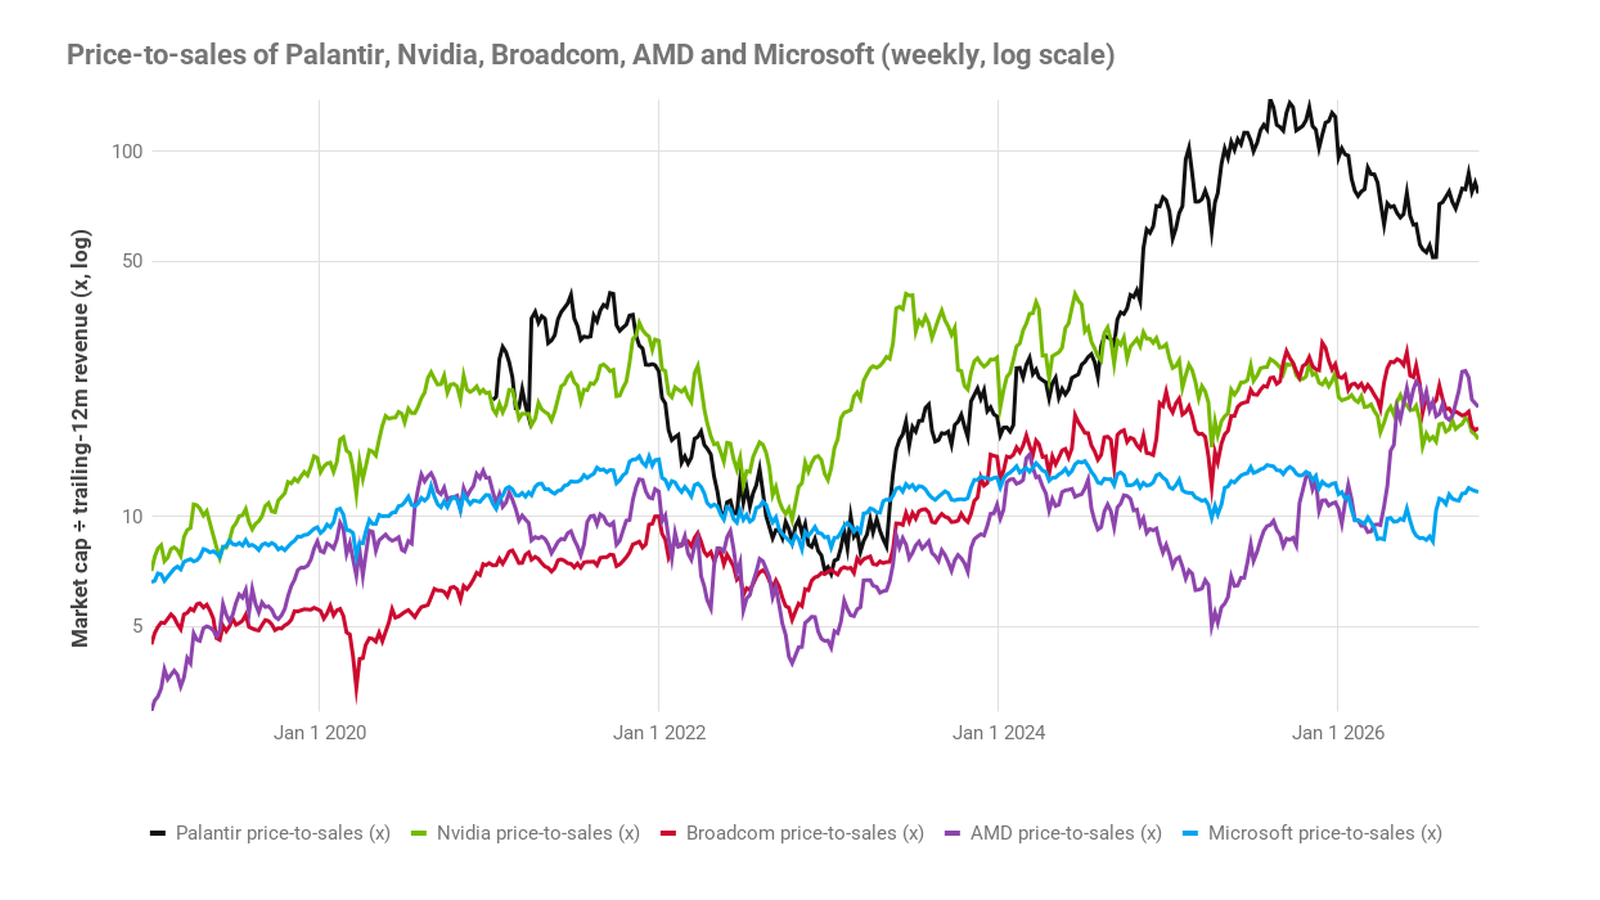 Price-to-sales of Palantir, Nvidia, Broadcom, AMD and Microsoft (weekly, log scale)
Market cap ÷ trailing-12m revenue (x, log)
100
50
10
5
Jan 1 2020
Jan 1 2022
Jan 1 2024
Jan 1 2026
Palantir price-to-sales (x)
Nvidia price-to-sales (x)
Broadcom price-to-sales (x)
AMD price-to-sales (x)
Microsoft price-to-sales (x)